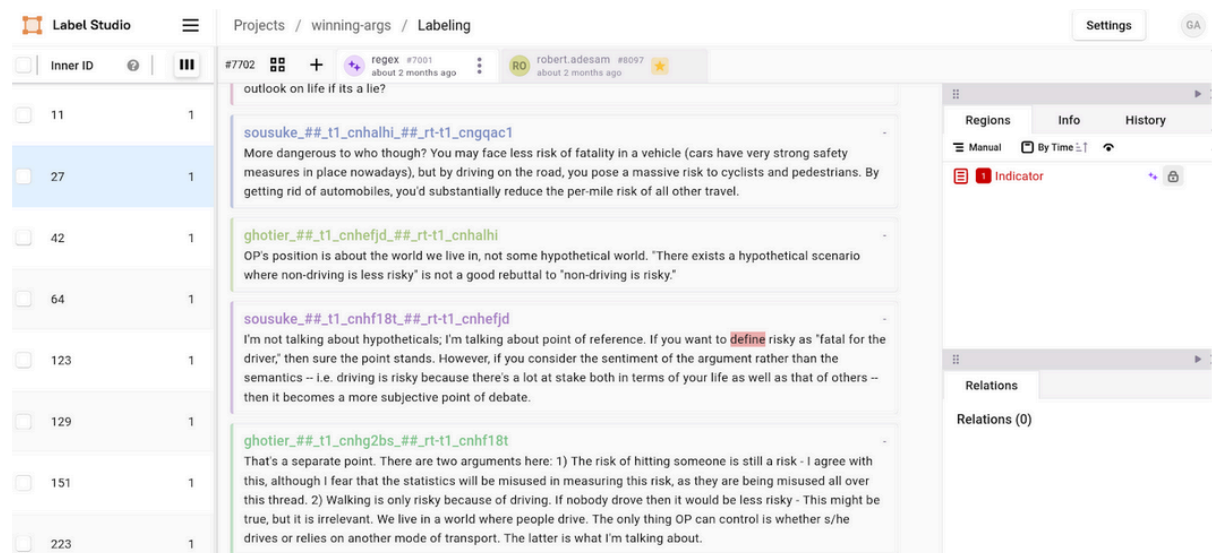 Label Studio
Projects / winning-args / Labeling
Settings
GA
Inner ID
#7702
regex #7001
about 2 months ago
RO
robert.adesam #8097
about 2 months ago
11 1
27 1
42 1
64 1
123 1
129 1
151 1
223 1
outlook on life if its a lie?
sousuke_##_t1_cnhalhi_##_rt-t1_cngqac1
More dangerous to who though? You may face less risk of fatality in a vehicle (cars have very strong safety
measures in place nowadays), but by driving on the road, you pose a massive risk to cyclists and pedestrians. By
getting rid of automobiles, you'd substantially reduce the per-mile risk of all other travel.
ghotier_##_t1_cnhefjd_##_rt-t1_cnhalhi
OP's position is about the world we live in, not some hypothetical world. "There exists a hypothetical scenario
where non-driving is less risky" is not a good rebuttal to "non-driving is risky."
sousuke_##_t1_cnhf18t_##_rt-t1_cnhefjd
I'm not talking about hypotheticals; I'm talking about point of reference. If you want to define risky as "fatal for the
driver," then sure the point stands. However, if you consider the sentiment of the argument rather than the
semantics -- i.e. driving is risky because there's a lot at stake both in terms of your life as well as that of others --
then it becomes a more subjective point of debate.
ghotier_##_t1_cnhg2bs_##_rt-t1_cnhf18t
That's a separate point. There are two arguments here: 1) The risk of hitting someone is still a risk - I agree with
this, although I fear that the statistics will be misused in measuring this risk, as they are being misused all over
this thread. 2) Walking is only risky because of driving. If nobody drove then it would be less risky - This might be
true, but it is irrelevant. We live in a world where people drive. The only thing OP can control is whether s/he
drives or relies on another mode of transport. The latter is what I'm talking about.
Regions Info History
Manual By Time
1 Indicator
Relations
Relations (0)